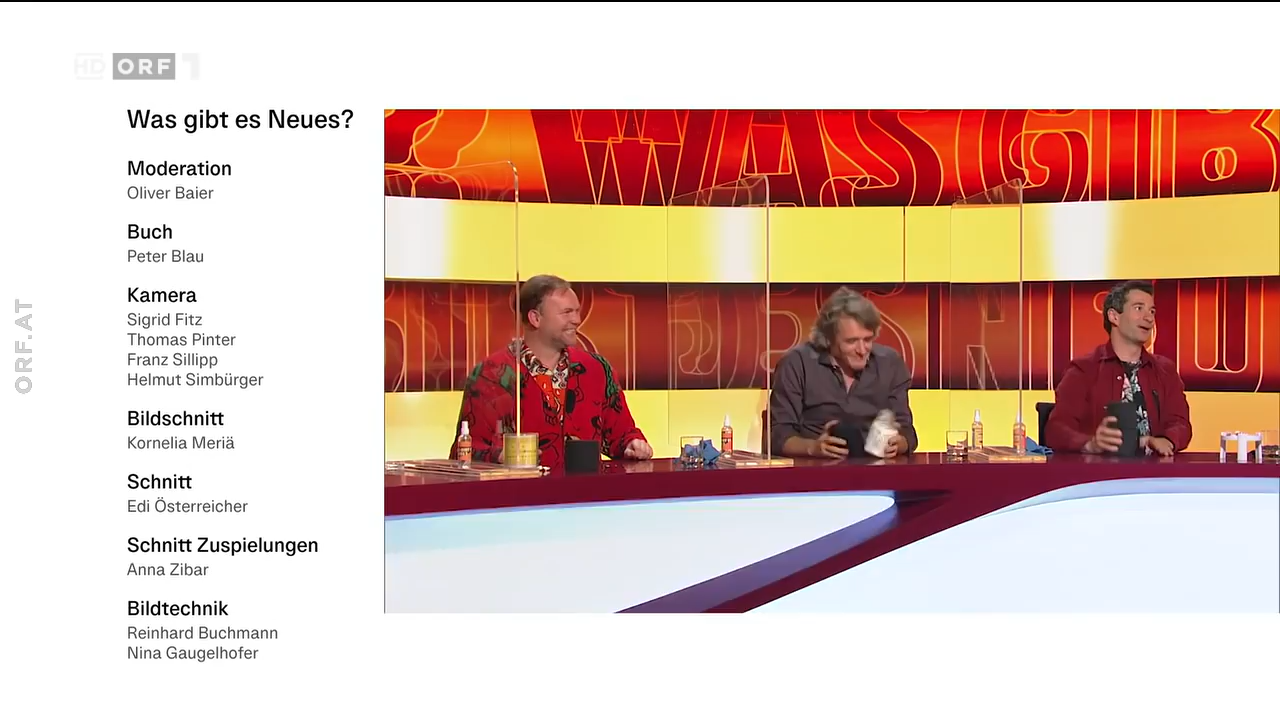 HD ORF 1
Was gibt es Neues?
Moderation
Oliver Baier
Buch
Peter Blau
Kamera
Sigrid Fitz
Thomas Pinter
Franz Sillipp
Helmut Simbürger
Bildschnitt
Kornelia Meriä
Schnitt
Edi Österreicher
Schnitt Zuspielungen
Anna Zibar
Bildtechnik
Reinhard Buchmann
Nina Gaugelhofer
ORF.AT
WAS GIB